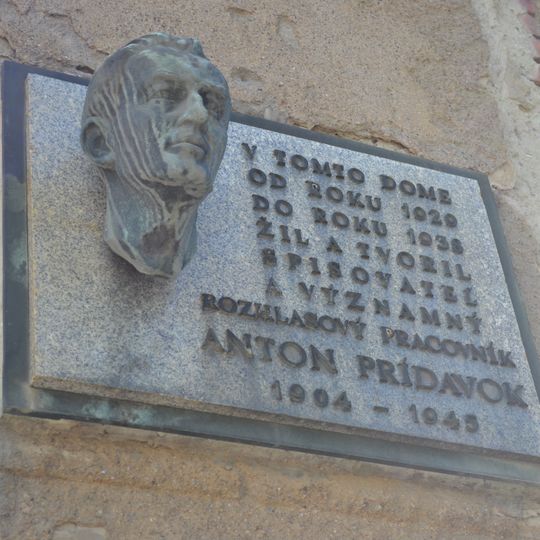 V TOMTO DOME
OD ROKU 1929
DO ROKU 1938
ŽIL A TVORIL
SPISOVATEĽ
A VÝZNAMNÝ
ROZHLASOVÝ PRACOVNÍK
ANTON PRÍDAVOK
1904 - 1945